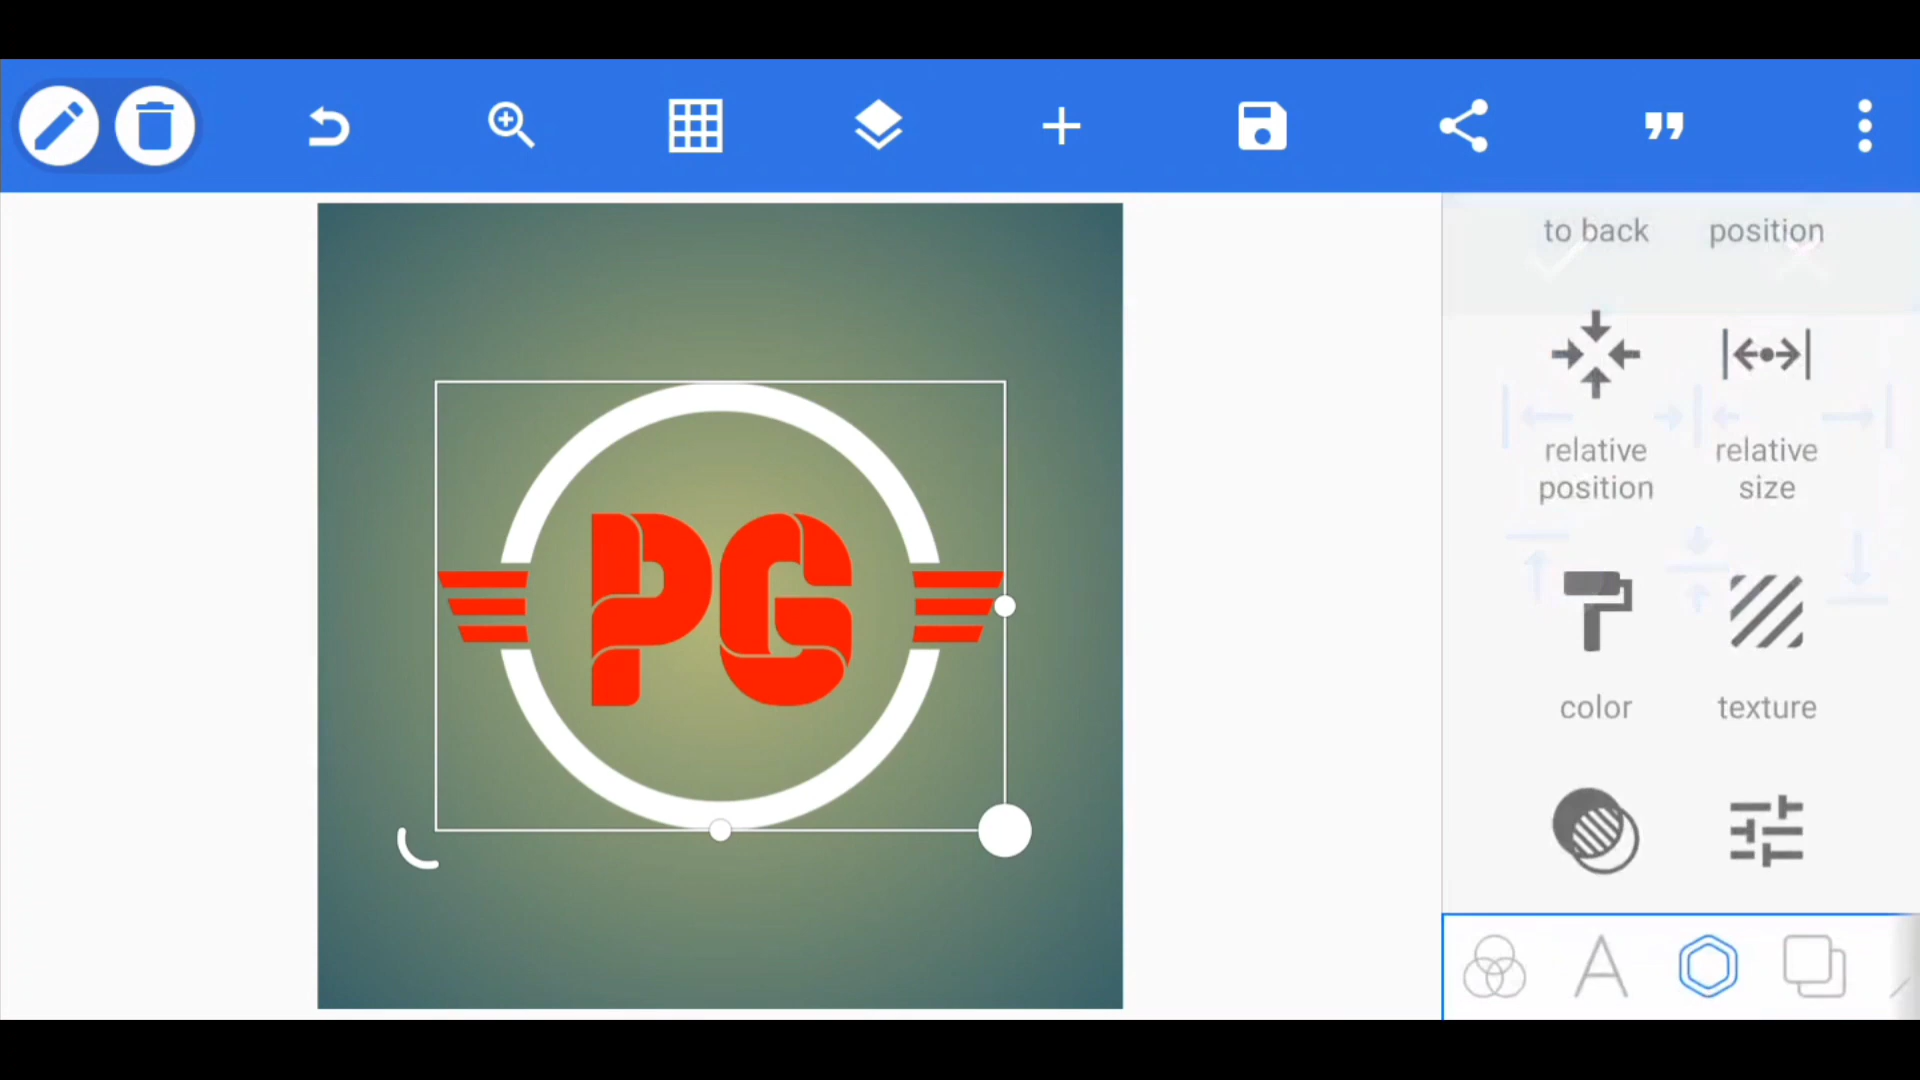 to back
position
relative
position
relative
size
PG
color
texture